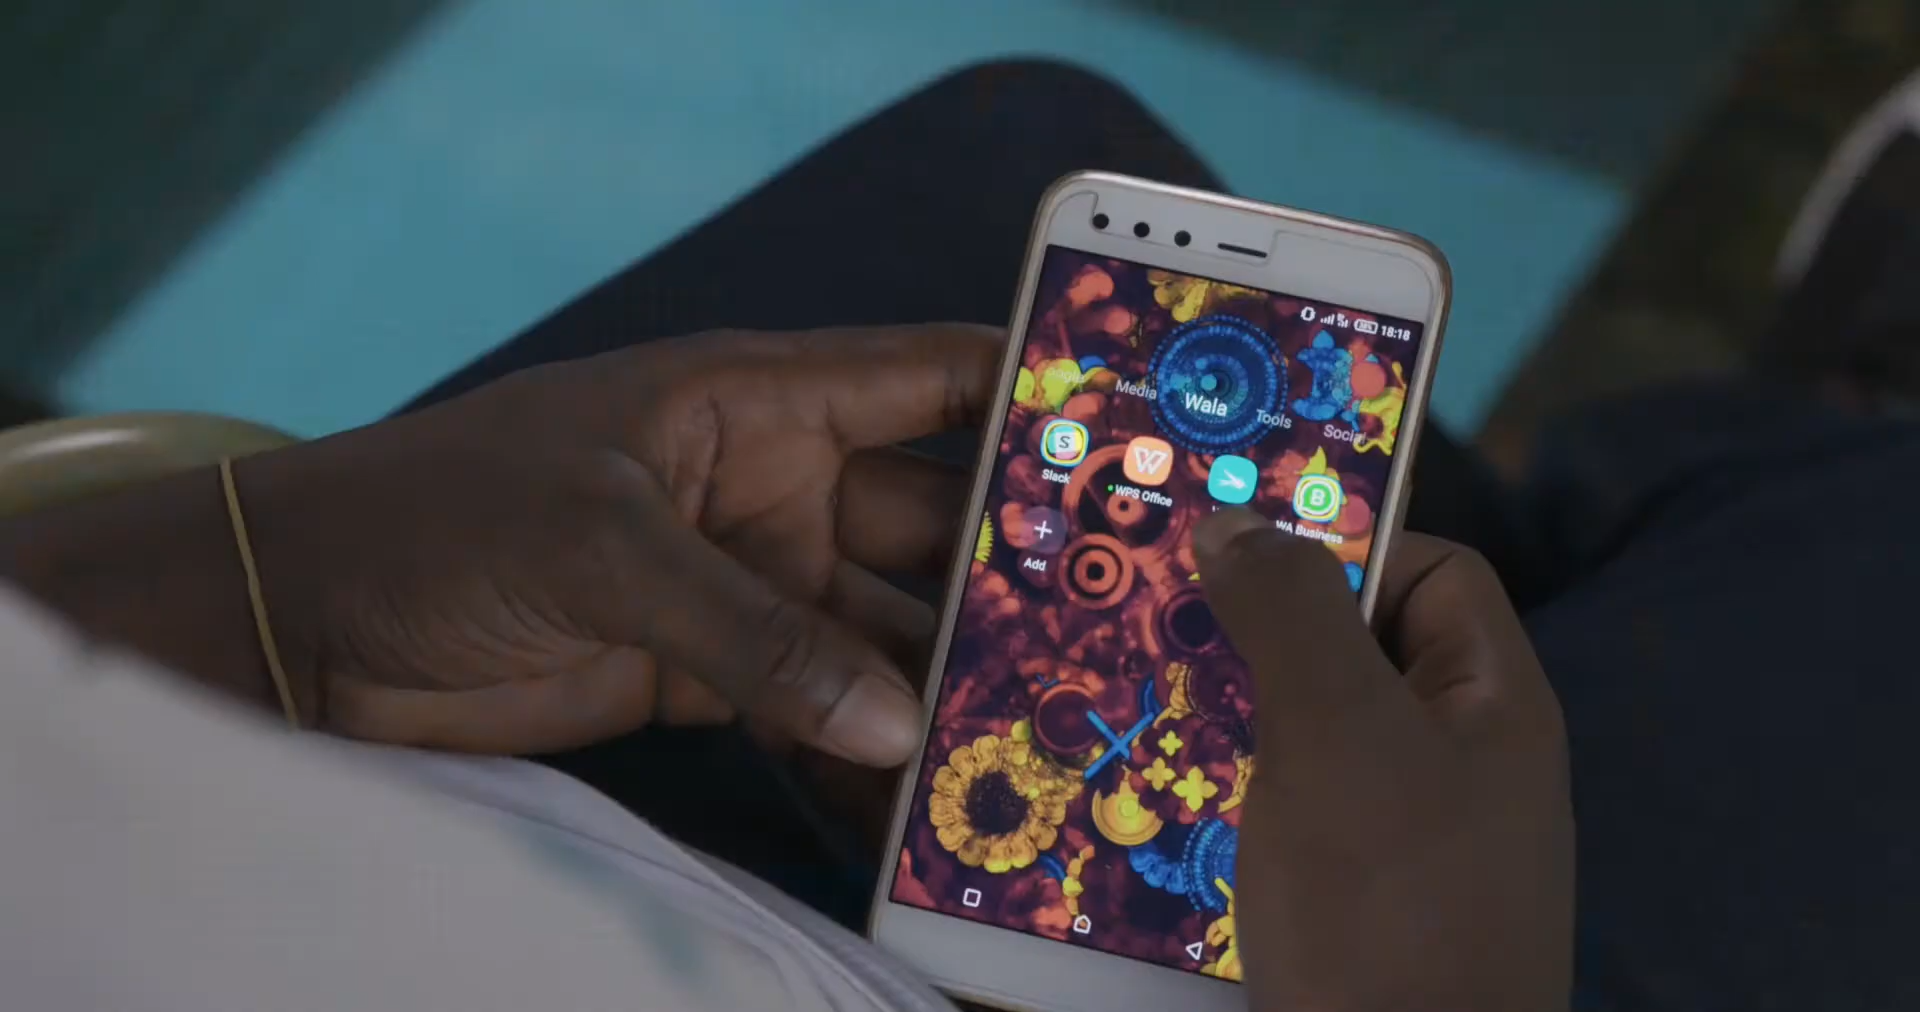 18:18
Media Wala Tools Social
S W B
Slack WPS Office WA Business
Add